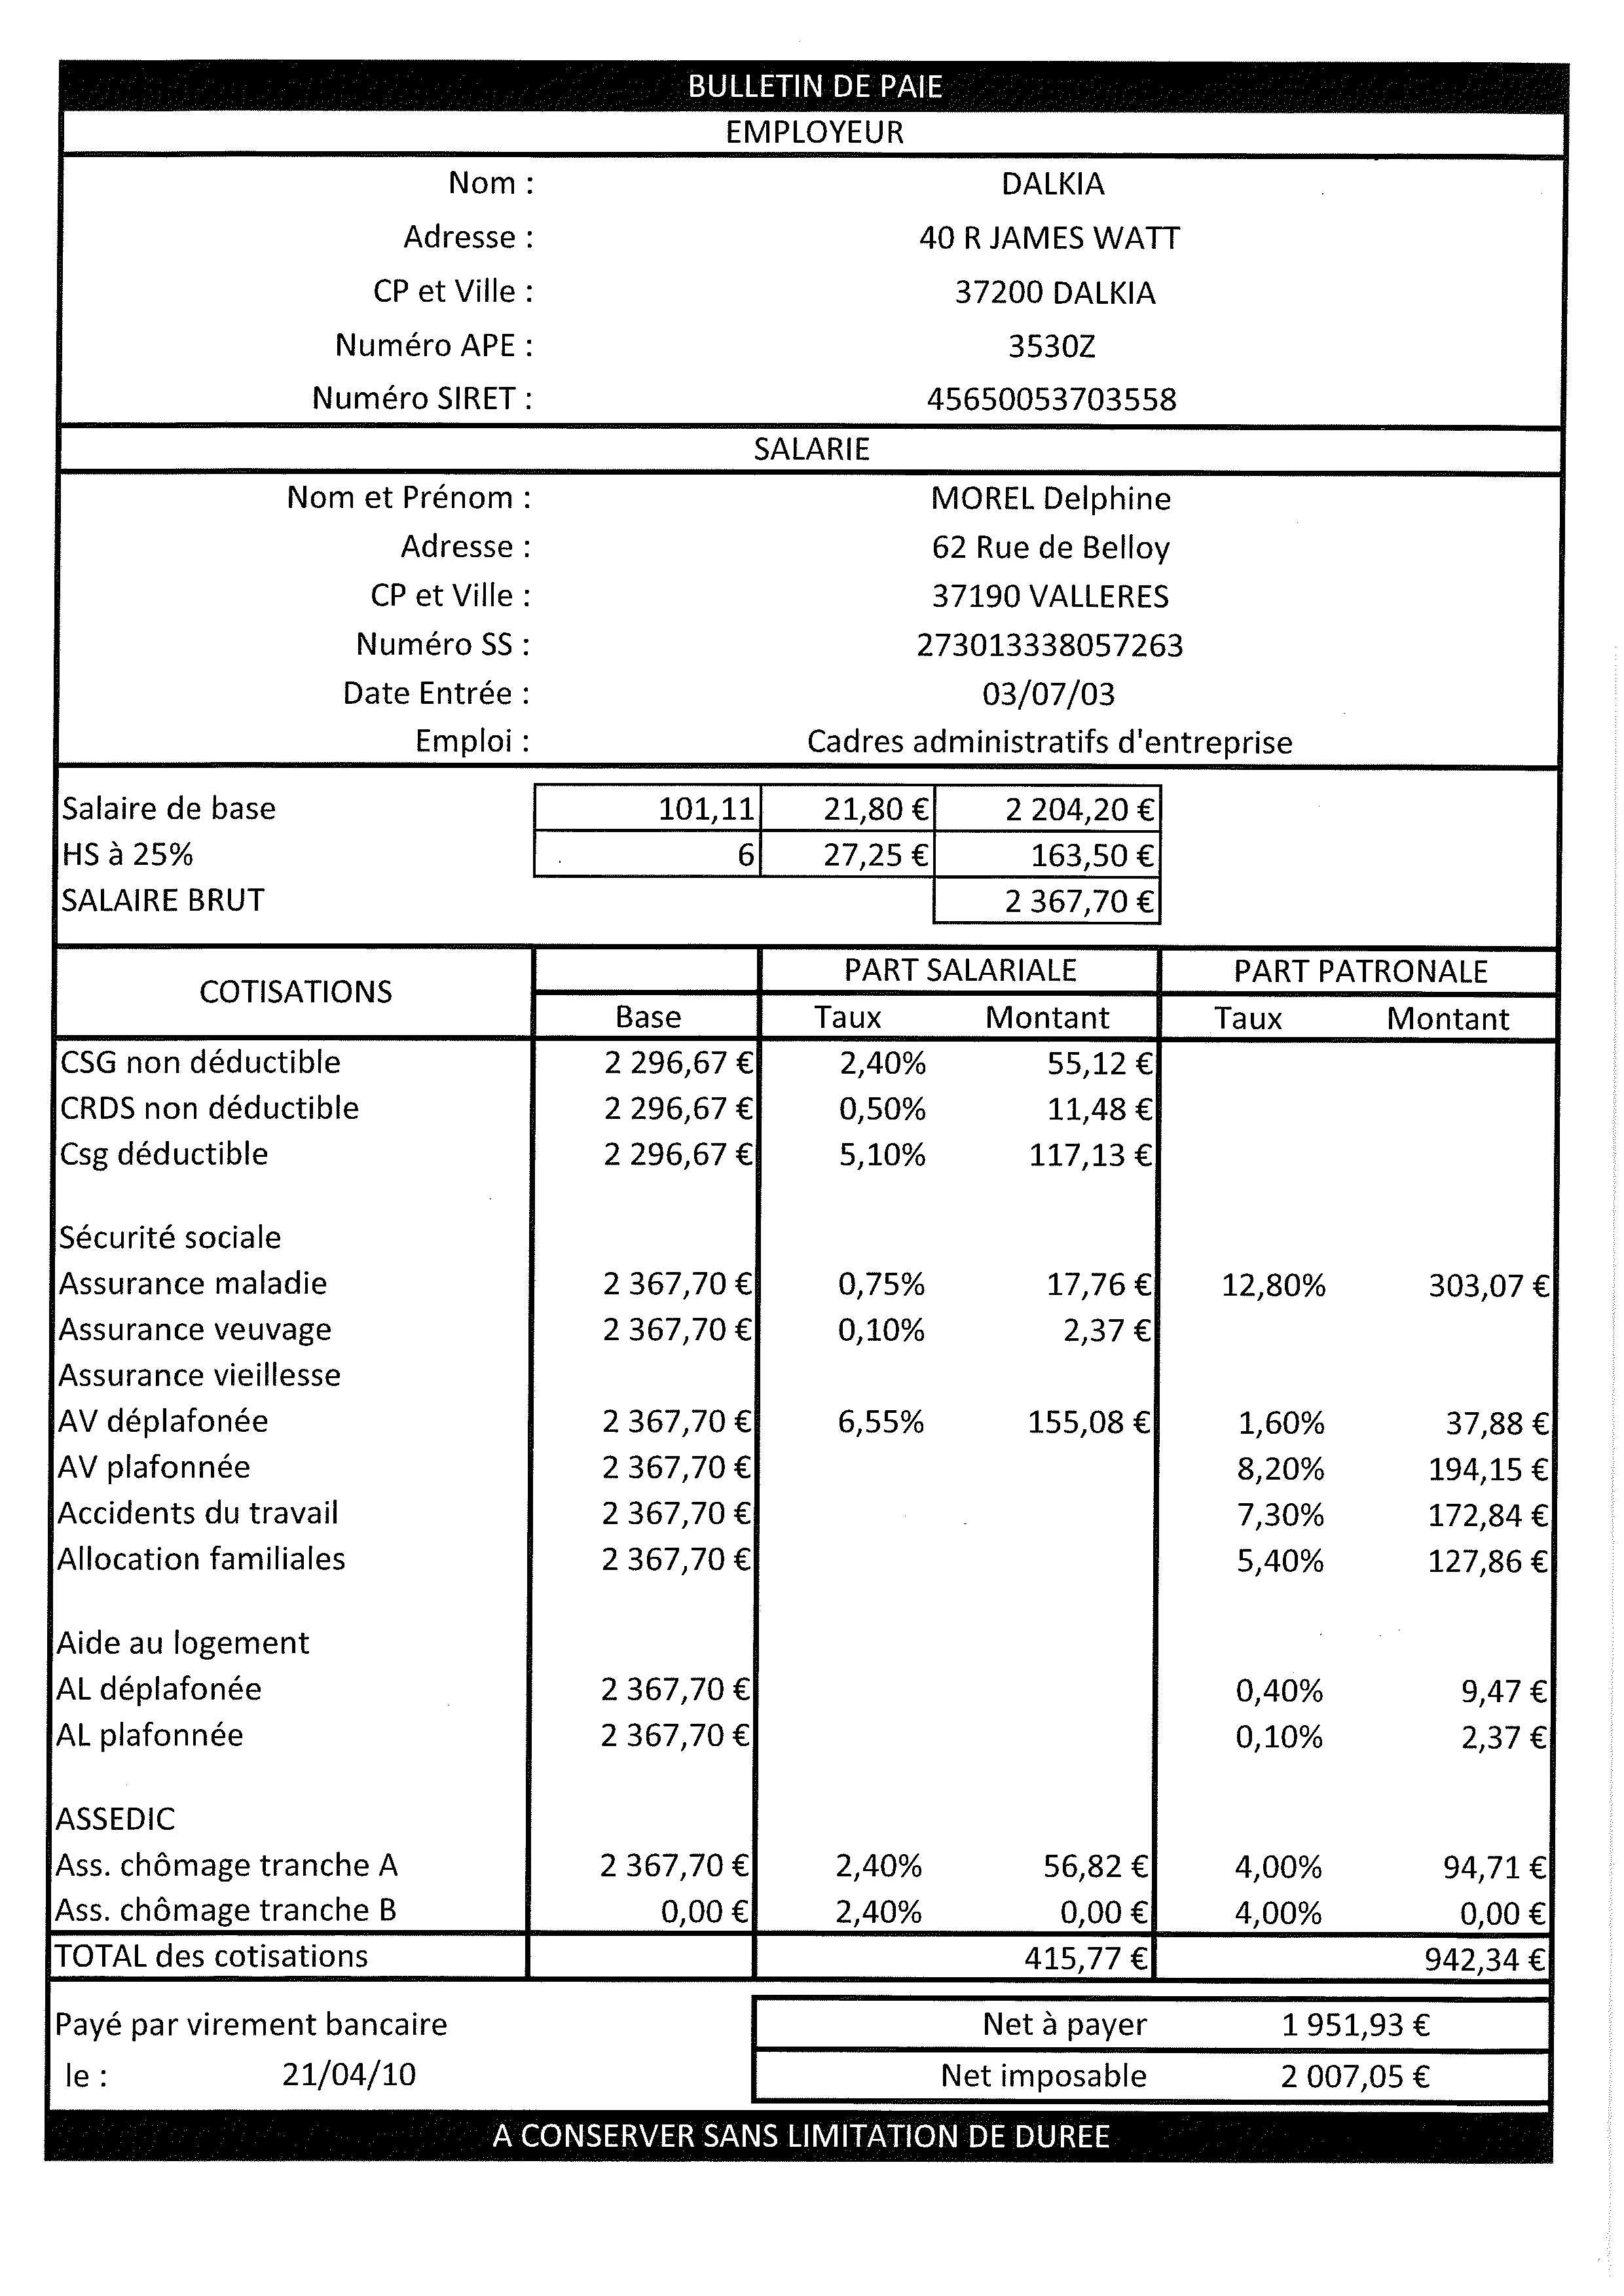 BULLETIN DE PAIE
EMPLOYEUR
Nom : DALKIA
Adresse : 40 R JAMES WATT
CP et Ville : 37200 DALKIA
Numéro APE : 3530Z
Numéro SIRET : 45650053703558
SALARIE
Nom et Prénom : MOREL Delphine
Adresse : 62 Rue de Belloy
CP et Ville : 37190 VALLERES
Numéro SS : 273013338057263
Date Entrée : 03/07/03
Emploi : Cadres administratifs d'entreprise
Salaire de base 101,11 21,80 € 2 204,20 €
HS à 25% 6 27,25 € 163,50 €
SALAIRE BRUT 2 367,70 €
COTISATIONS PART SALARIALE PART PATRONALE
Base Taux Montant Taux Montant
CSG non déductible 2 296,67 € 2,40% 55,12 €
CRDS non déductible 2 296,67 € 0,50% 11,48 €
Csg déductible 2 296,67 € 5,10% 117,13 €
Sécurité sociale
Assurance maladie 2 367,70 € 0,75% 17,76 € 12,80% 303,07 €
Assurance veuvage 2 367,70 € 0,10% 2,37 €
Assurance vieillesse
AV déplafonée 2 367,70 € 6,55% 155,08 € 1,60% 37,88 €
AV plafonnée 2 367,70 € 8,20% 194,15 €
Accidents du travail 2 367,70 € 7,30% 172,84 €
Allocation familiales 2 367,70 € 5,40% 127,86 €
Aide au logement
AL déplafonée 2 367,70 € 0,40% 9,47 €
AL plafonnée 2 367,70 € 0,10% 2,37 €
ASSEDIC
Ass. chômage tranche A 2 367,70 € 2,40% 56,82 € 4,00% 94,71 €
Ass. chômage tranche B 0,00 € 2,40% 0,00 € 4,00% 0,00 €
TOTAL des cotisations 415,77 € 942,34 €
Payé par virement bancaire Net à payer 1 951,93 €
le : 21/04/10 Net imposable 2 007,05 €
A CONSERVER SANS LIMITATION DE DUREE